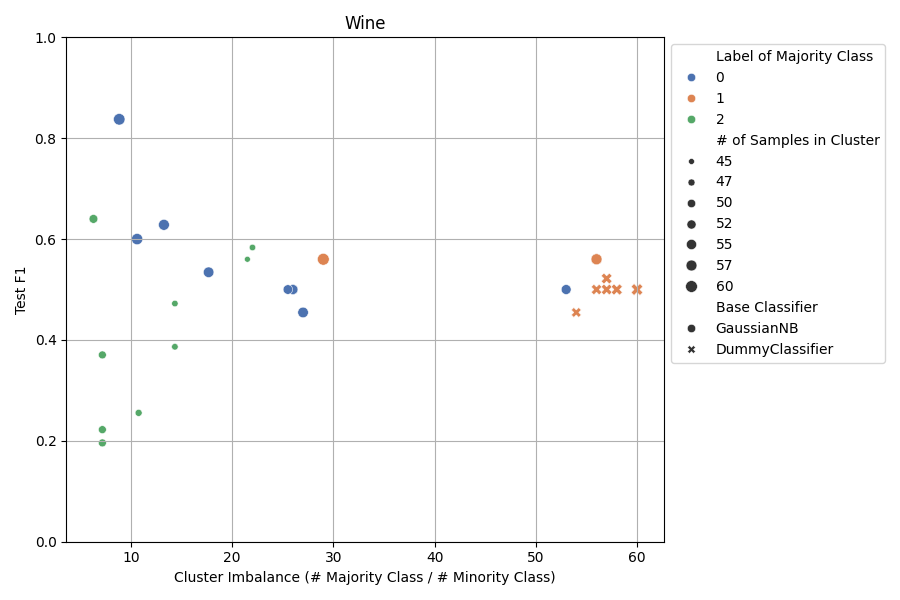 Wine
1.0
0.8
0.6
0.4
0.2
0.0
Test F1
10
20
30
40
50
60
Cluster Imbalance (# Majority Class / # Minority Class)
Label of Majority Class
0
1
2
# of Samples in Cluster
45
47
50
52
55
57
60
Base Classifier
GaussianNB
DummyClassifier